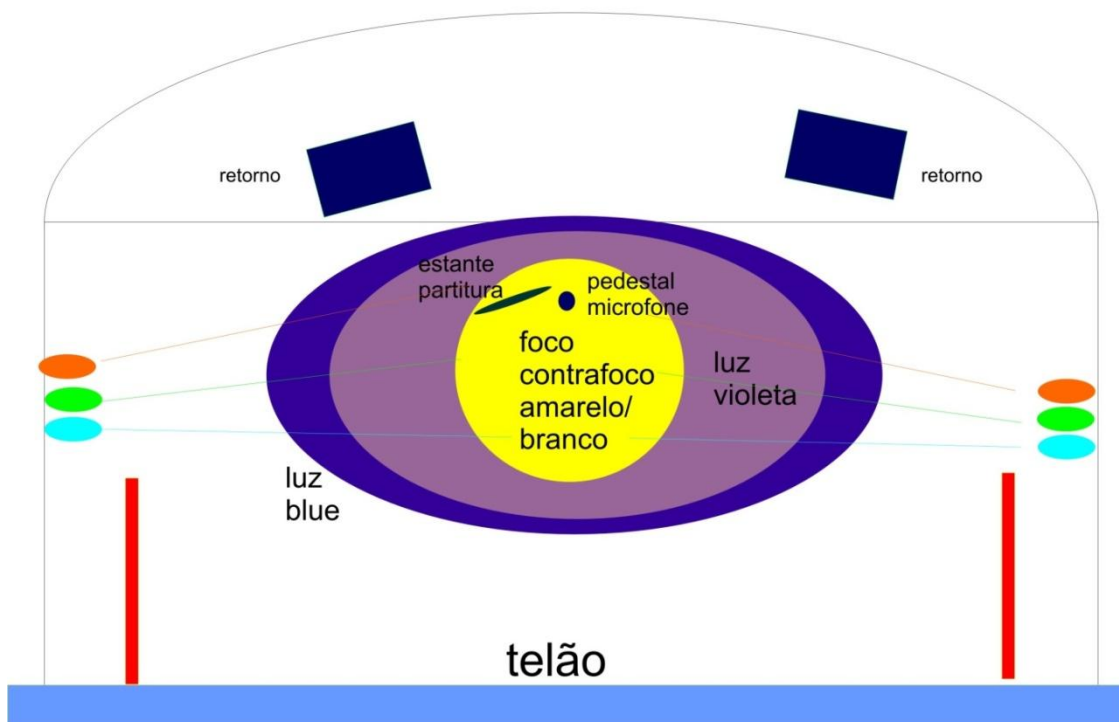 retorno
retorno
estante
partitura
pedestal
microfone
foco
contrafoco
amarelo/
branco
luz
violeta
luz
blue
telão